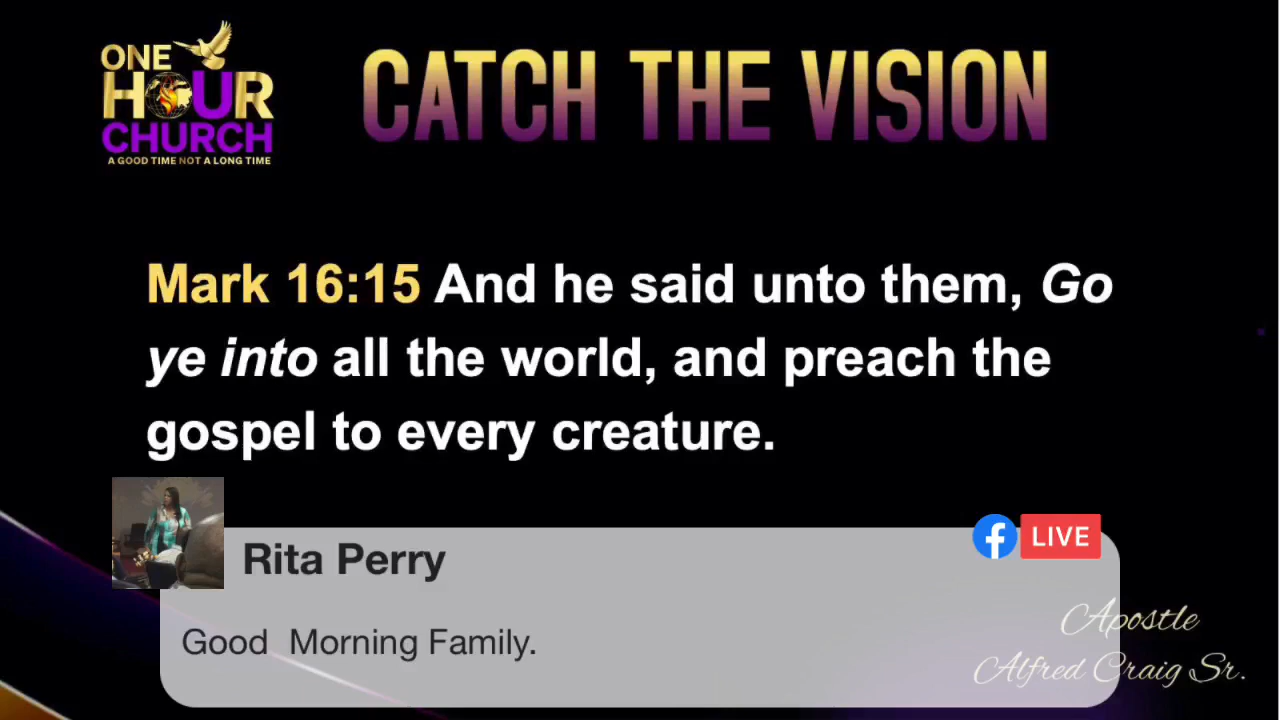 ONE
HOUR
CHURCH
A GOOD TIME NOT A LONG TIME
CATCH THE VISION
Mark 16:15 And he said unto them, Go
ye into all the world, and preach the
gospel to every creature.
LIVE
Rita Perry
Good  Morning Family.
Apostle
Alfred Craig Sr.